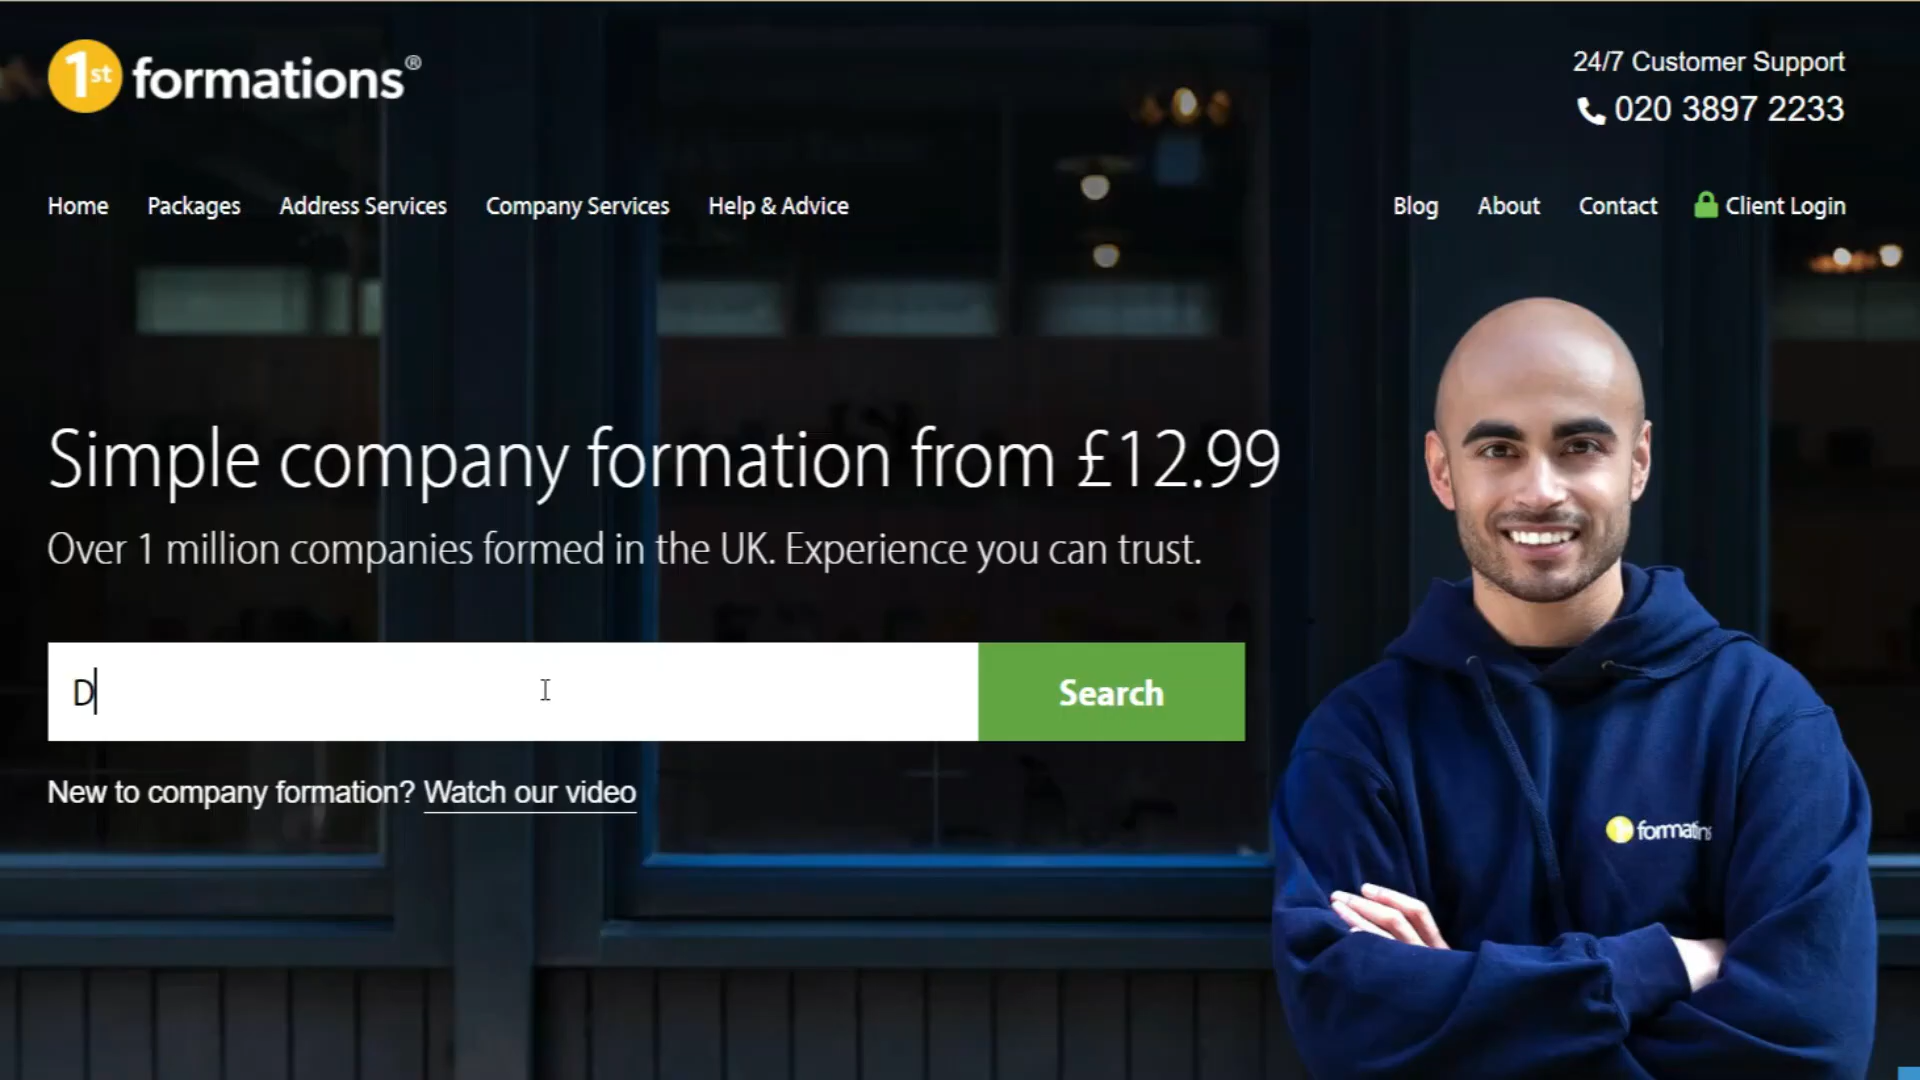 1st formations®
24/7 Customer Support
020 3897 2233
Home Packages Address Services Company Services Help & Advice Blog About Contact Client Login
Simple company formation from £12.99
Over 1 million companies formed in the UK. Experience you can trust.
D
Search
New to company formation? Watch our video
1st formations